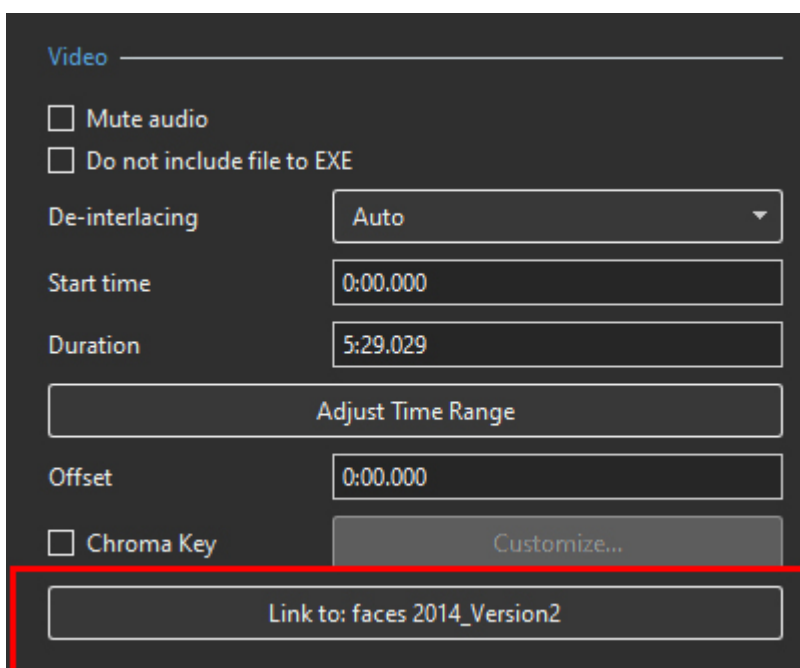 Video
Mute audio
Do not include file to EXE
De-interlacing Auto
Start time 0:00.000
Duration 5:29.029
Adjust Time Range
Offset 0:00.000
Chroma Key Customize...
Link to: faces 2014_Version2